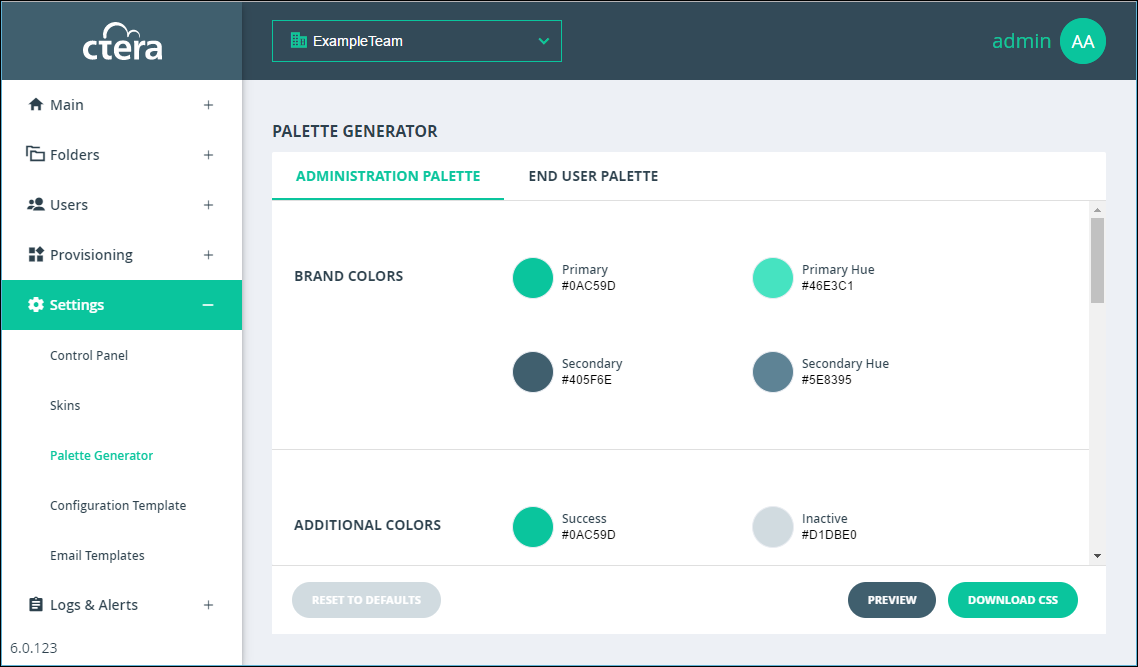 ctera
ExampleTeam
admin
AA
Main
Folders
Users
Provisioning
Settings
Control Panel
Skins
Palette Generator
Configuration Template
Email Templates
Logs & Alerts
6.0.123
PALETTE GENERATOR
ADMINISTRATION PALETTE
END USER PALETTE
BRAND COLORS
Primary
#0AC59D
Primary Hue
#46E3C1
Secondary
#405F6E
Secondary Hue
#5E8395
ADDITIONAL COLORS
Success
#0AC59D
Inactive
#D1DBE0
RESET TO DEFAULTS
PREVIEW
DOWNLOAD CSS